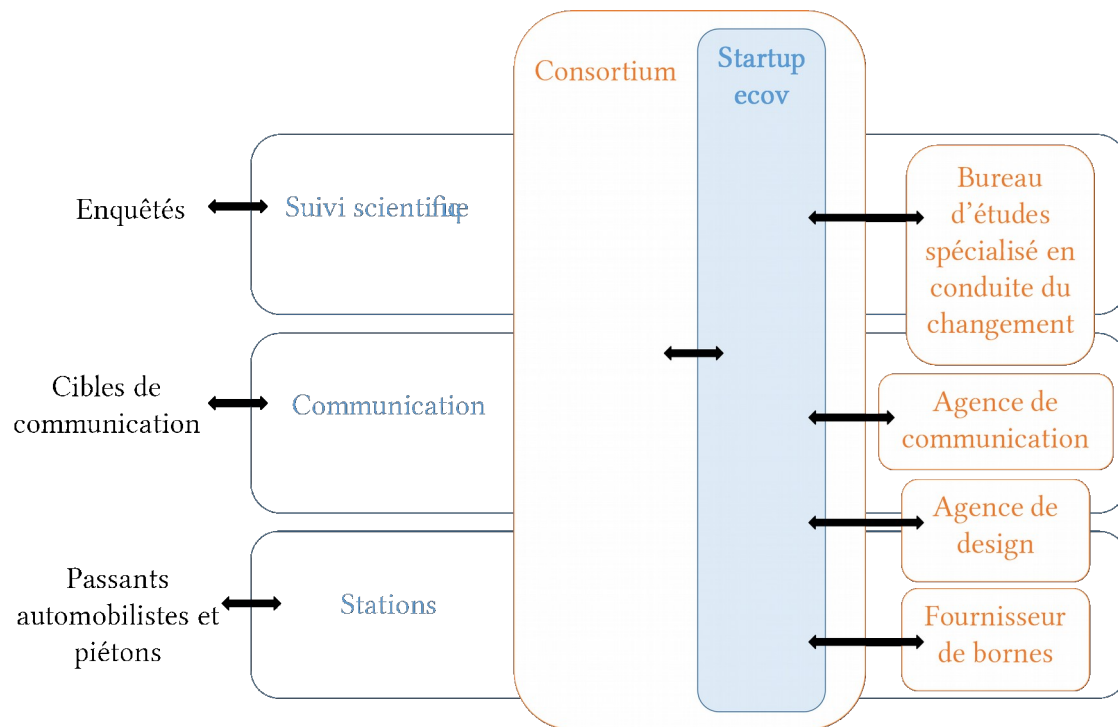 Consortium
Startup
ecov
Enquêtés
Suivi scientifique
Bureau
d'études
spécialisé en
conduite du
changement
Cibles de
communication
Communication
Agence de
communication
Agence de
design
Passants
automobilistes et
piétons
Stations
Fournisseur
de bornes